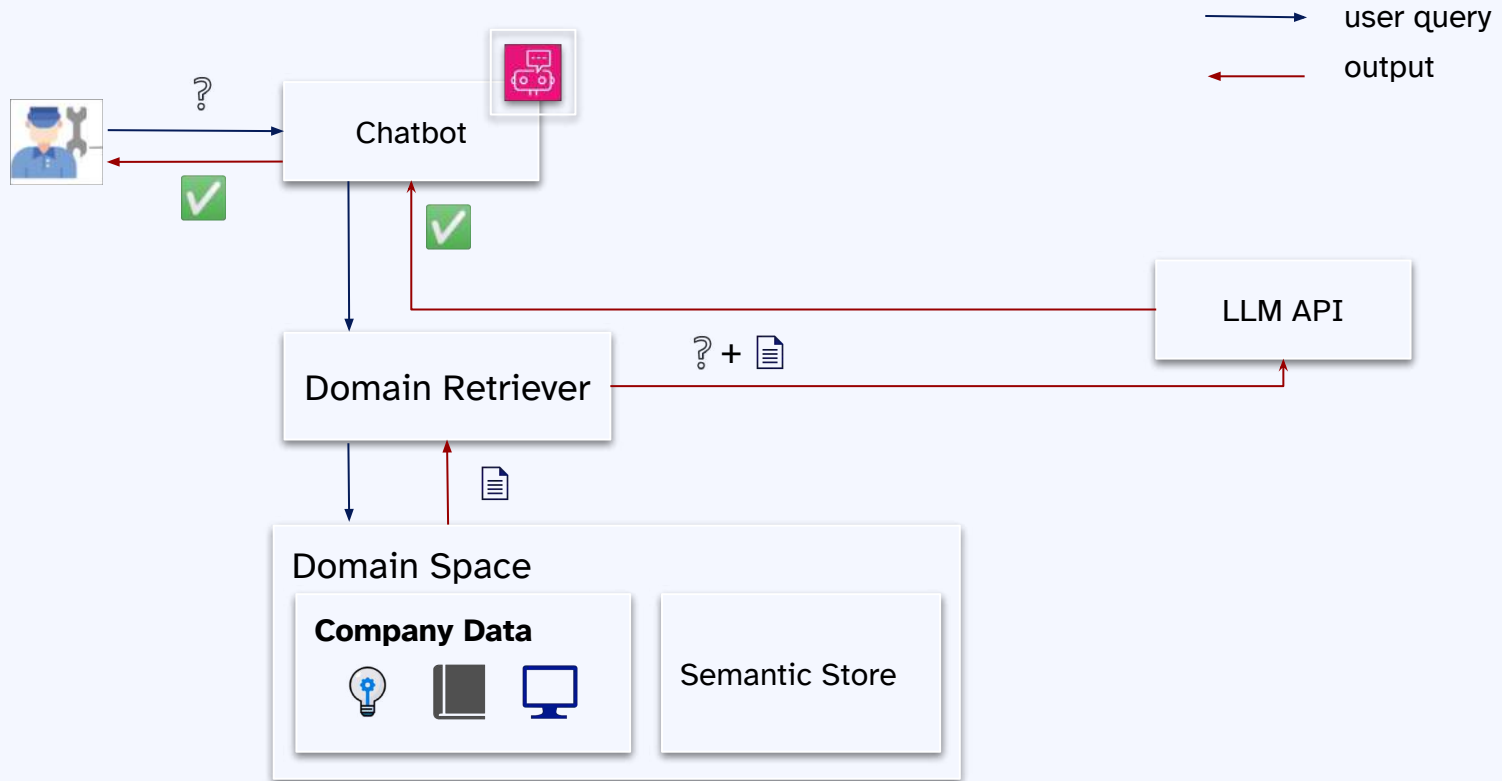 user query
output
?
Chatbot
LLM API
? +
Domain Retriever
Domain Space
Company Data
Semantic Store